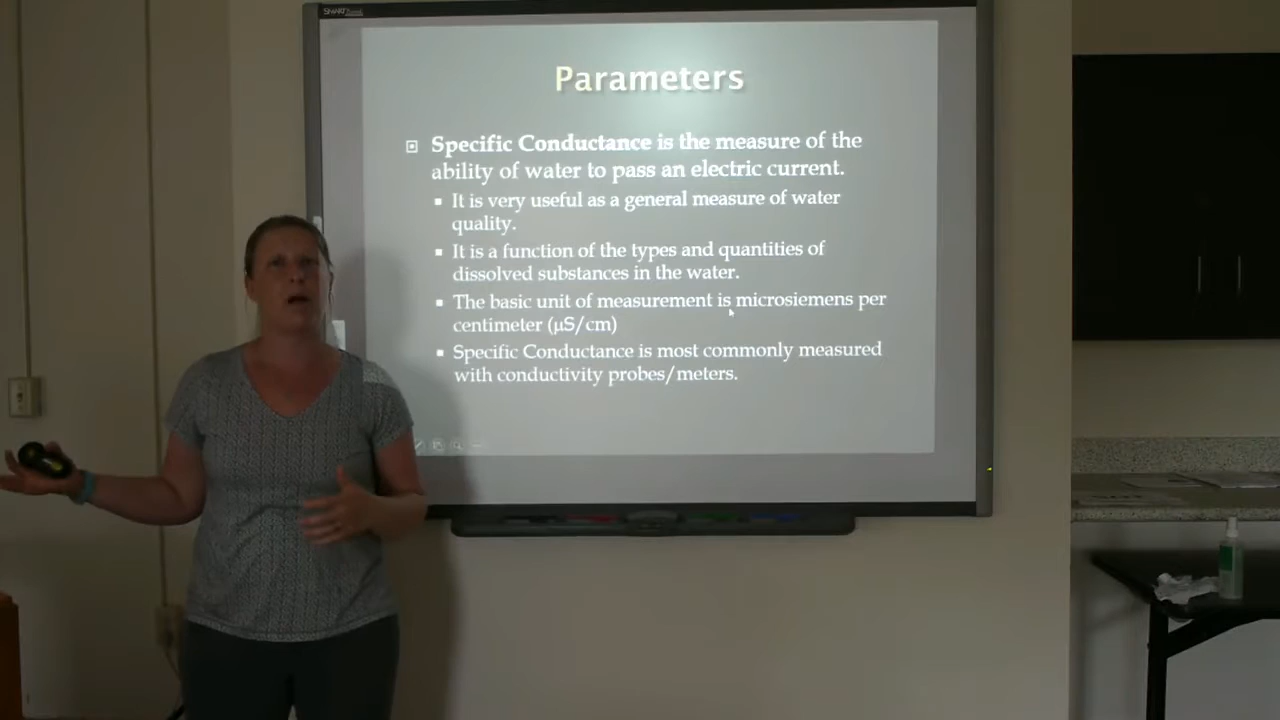 SMART
Parameters
Specific Conductance is the measure of the
ability of water to pass an electric current.
It is very useful as a general measure of water
quality.
It is a function of the types and quantities of
dissolved substances in the water.
The basic unit of measurement is microsiemens per
centimeter (µS/cm)
Specific Conductance is most commonly measured
with conductivity probes/meters.